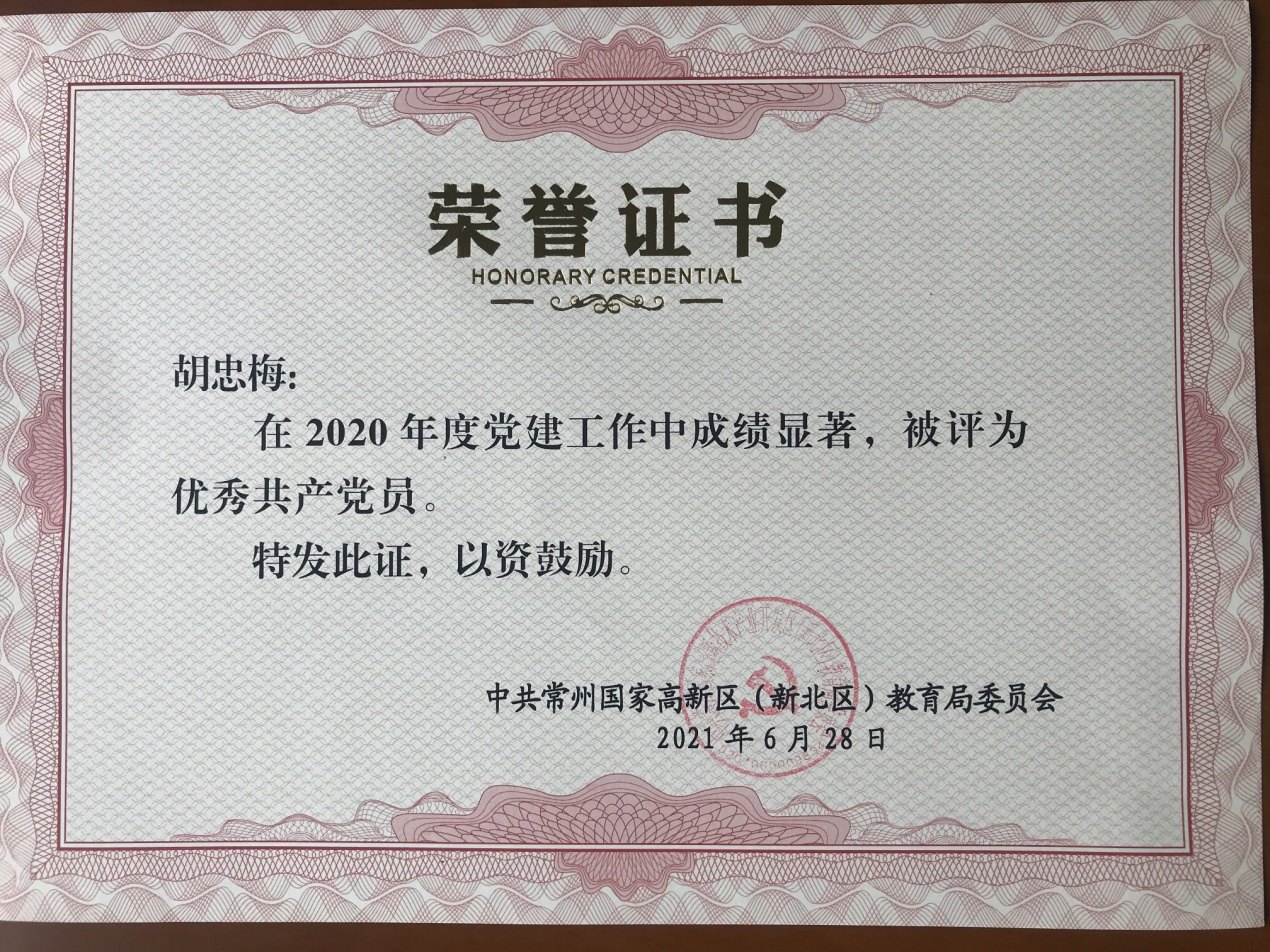 荣誉证书
HONORARY CREDENTIAL
胡忠梅:
在 2020 年度党建工作中成绩显著，被评为
优秀共产党员。
特发此证，以资鼓励。
中共常州国家高新区（新北区）教育局委员会
2021 年 6 月 28 日